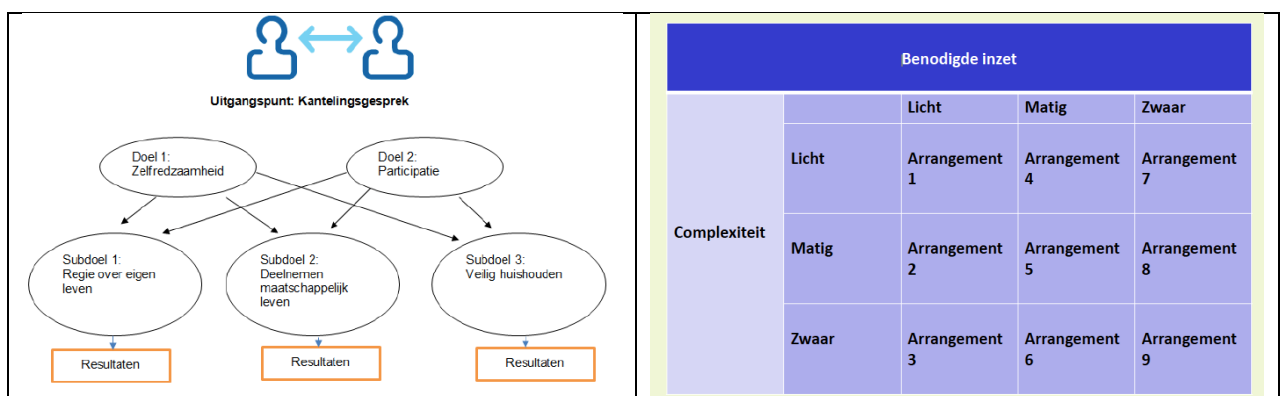 Uitgangspunt: Kantelingsgesprek
Doel 1:
Zelfredzaamheid
Doel 2:
Participatie
Subdoel 1:
Regie over eigen
leven
Subdoel 2:
Deelnemen
maatschappelijk
leven
Subdoel 3:
Veilig huishouden
Resultaten
Resultaten
Resultaten
Benodigde inzet
Licht Matig Zwaar
Complexiteit
Licht
Arrangement
1
Arrangement
4
Arrangement
7
Matig
Arrangement
2
Arrangement
5
Arrangement
8
Zwaar
Arrangement
3
Arrangement
6
Arrangement
9